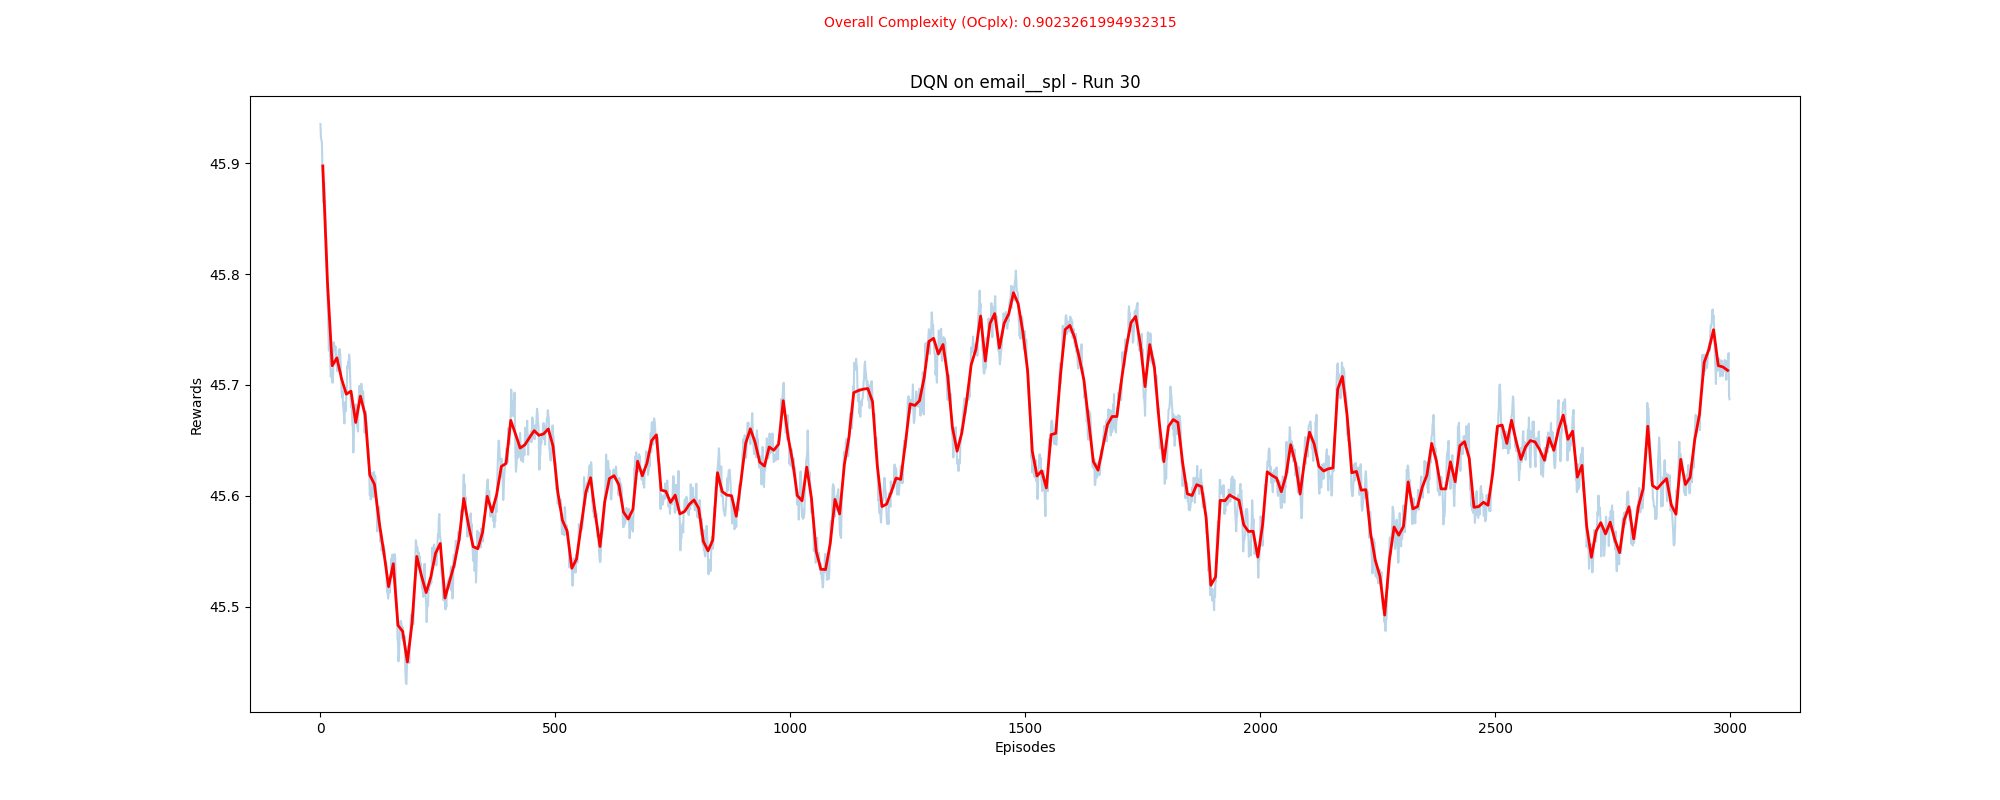 Overall Complexity (OCplx): 0.9023261994932315
DQN on email__spl - Run 30
Rewards
45.9
45.8
45.7
45.6
45.5
0 500 1000 1500 2000 2500 3000
Episodes